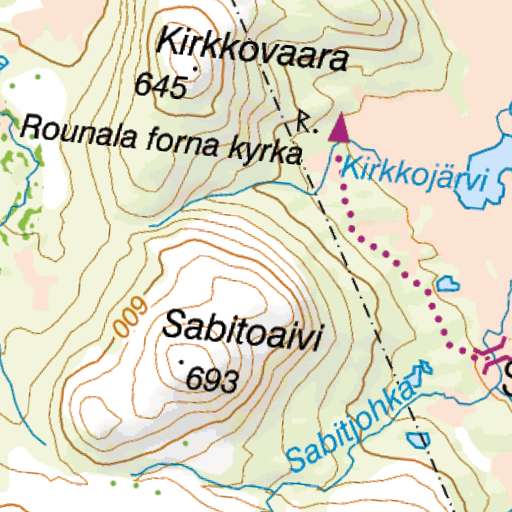 Kirkkovaara
645
R.
Rounala forna kyrka
Kirkkojärvi
600
Sabitoaivi
693
Sabitjohka
S